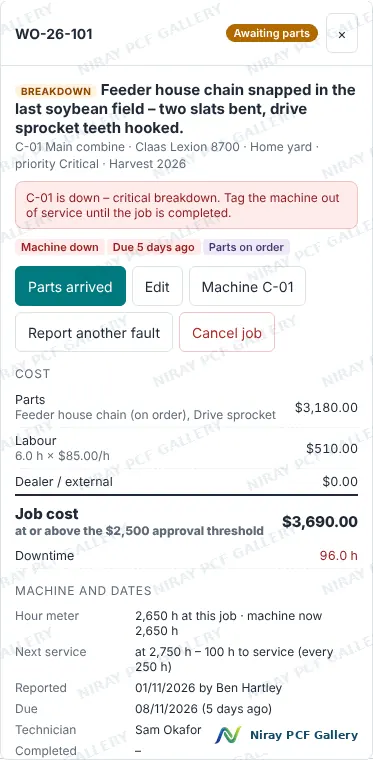 WO-26-101
Awaiting parts
×
BREAKDOWN Feeder house chain snapped in the
last soybean field – two slats bent, drive
sprocket teeth hooked.
C-01 Main combine · Claas Lexion 8700 · Home yard ·
priority Critical · Harvest 2026
C-01 is down – critical breakdown. Tag the machine out
of service until the job is completed.
Machine down Due 5 days ago Parts on order
Parts arrived Edit Machine C-01
Report another fault Cancel job
COST
Parts
Feeder house chain (on order), Drive sprocket $3,180.00
Labour
6.0 h × $85.00/h $510.00
Dealer / external $0.00
Job cost
at or above the $2,500 approval threshold $3,690.00
Downtime 96.0 h
MACHINE AND DATES
Hour meter 2,650 h at this job · machine now
2,650 h
Next service at 2,750 h – 100 h to service (every
250 h)
Reported 01/11/2026 by Ben Hartley
Due 08/11/2026 (5 days ago)
Technician Sam Okafor
Completed –
Niray PCF Gallery
NIRAY PCF GALLERY